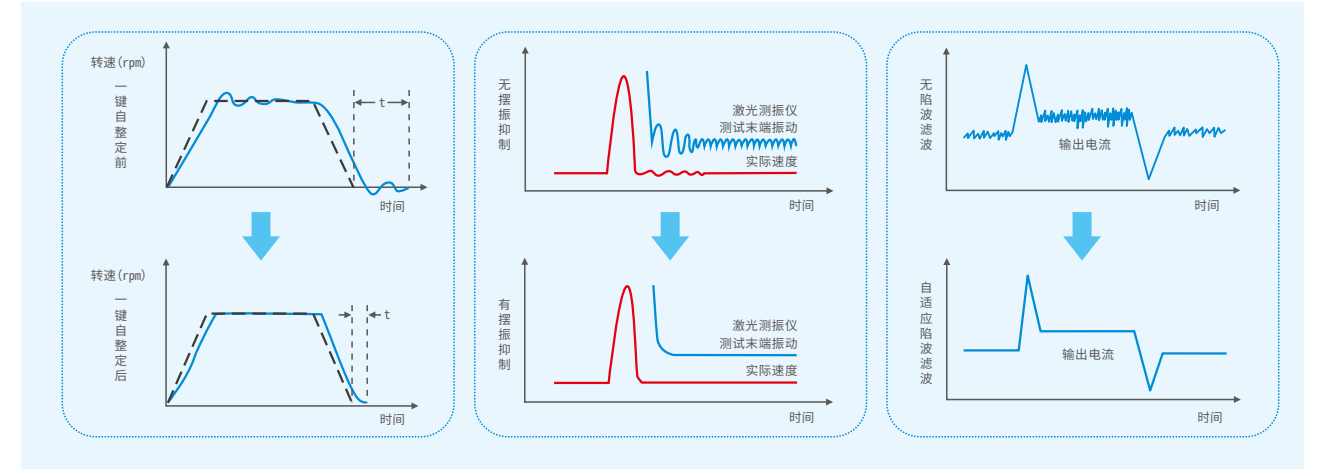 转速(rpm)
一键自整定前
t
时间
转速(rpm)
一键自整定后
t
时间
无摆振抑制
激光测振仪
测试末端振动
实际速度
时间
有摆振抑制
激光测振仪
测试末端振动
实际速度
时间
无陷波滤波
输出电流
时间
自适应陷波滤波
输出电流
时间